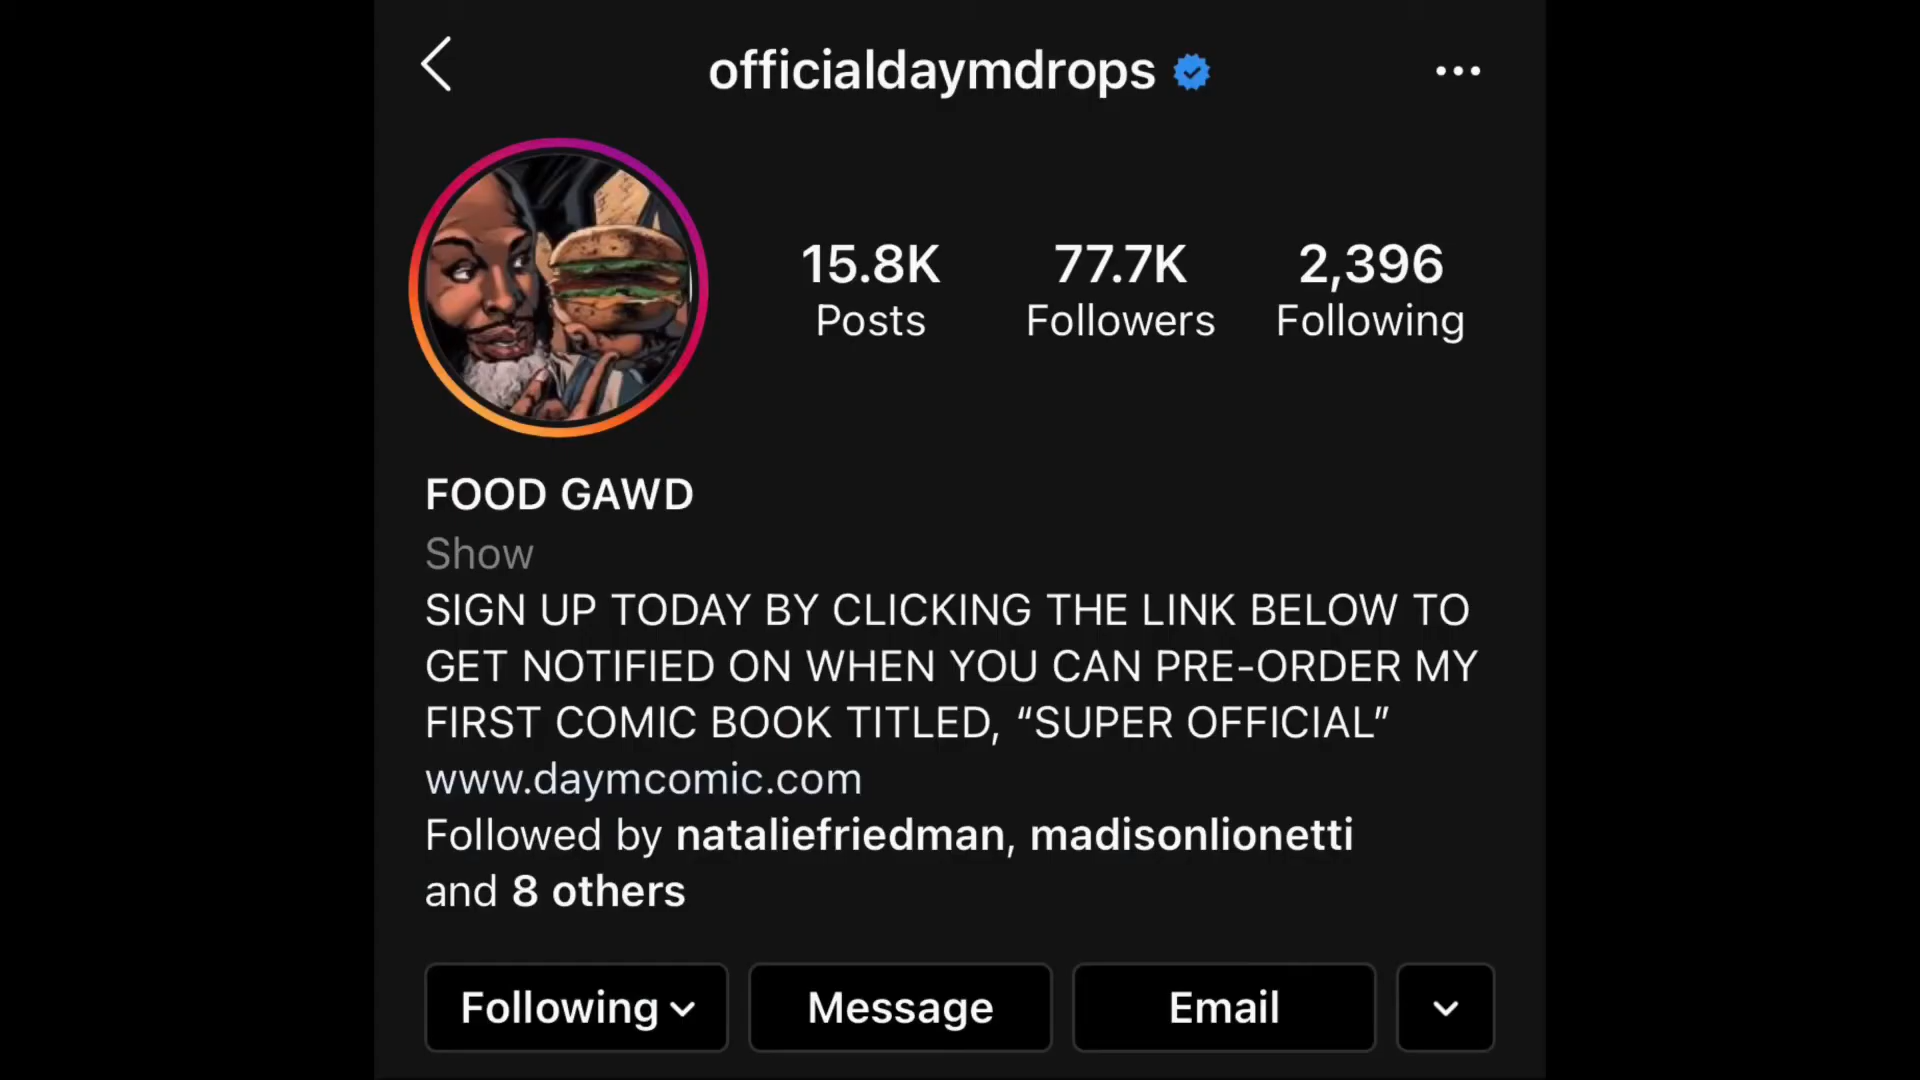 officialdaymdrops
15.8K
Posts
77.7K
Followers
2,396
Following
FOOD GAWD
Show
SIGN UP TODAY BY CLICKING THE LINK BELOW TO
GET NOTIFIED ON WHEN YOU CAN PRE-ORDER MY
FIRST COMIC BOOK TITLED, “SUPER OFFICIAL”
www.daymcomic.com
Followed by nataliefriedman, madisonlionetti
and 8 others
Following
Message
Email